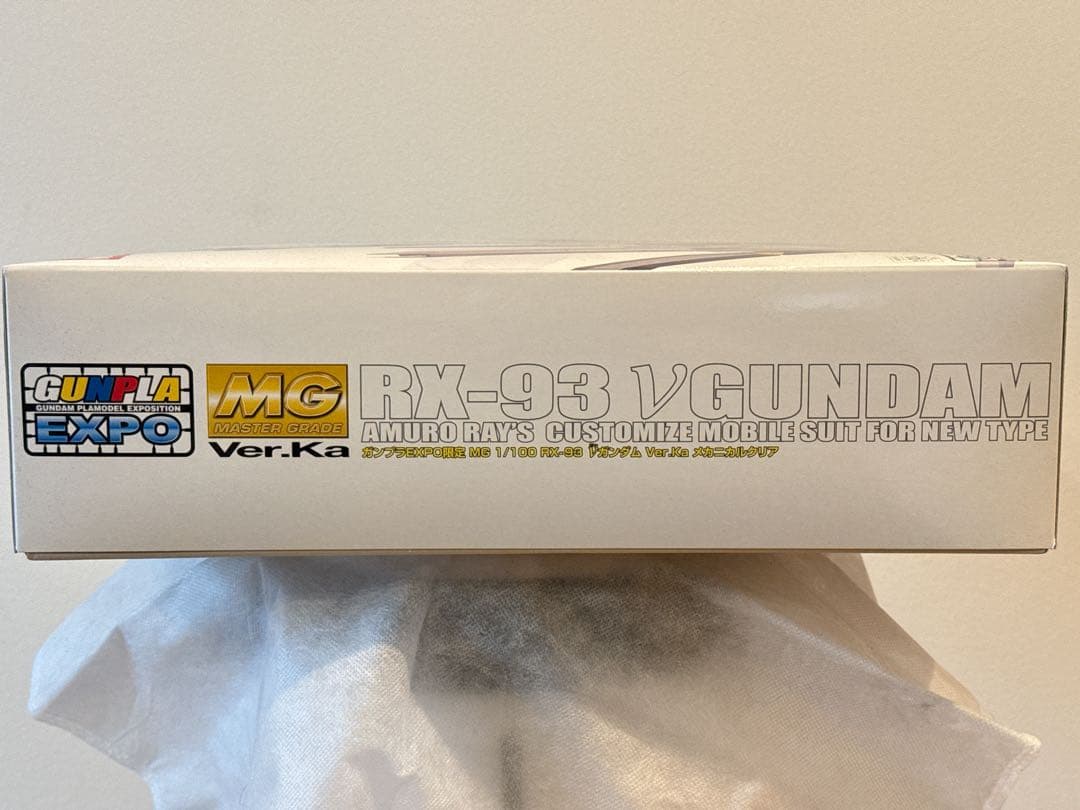 GUNPLA
GUNDAM PLAMODEL EXPOSITION
EXPO
MG
MASTER GRADE
Ver.Ka
RX-93 νGUNDAM
AMURO RAY'S CUSTOMIZE MOBILE SUIT FOR NEW TYPE
ガンプラEXPO限定 MG 1/100 RX-93 νガンダム Ver.Ka メカニカルクリア